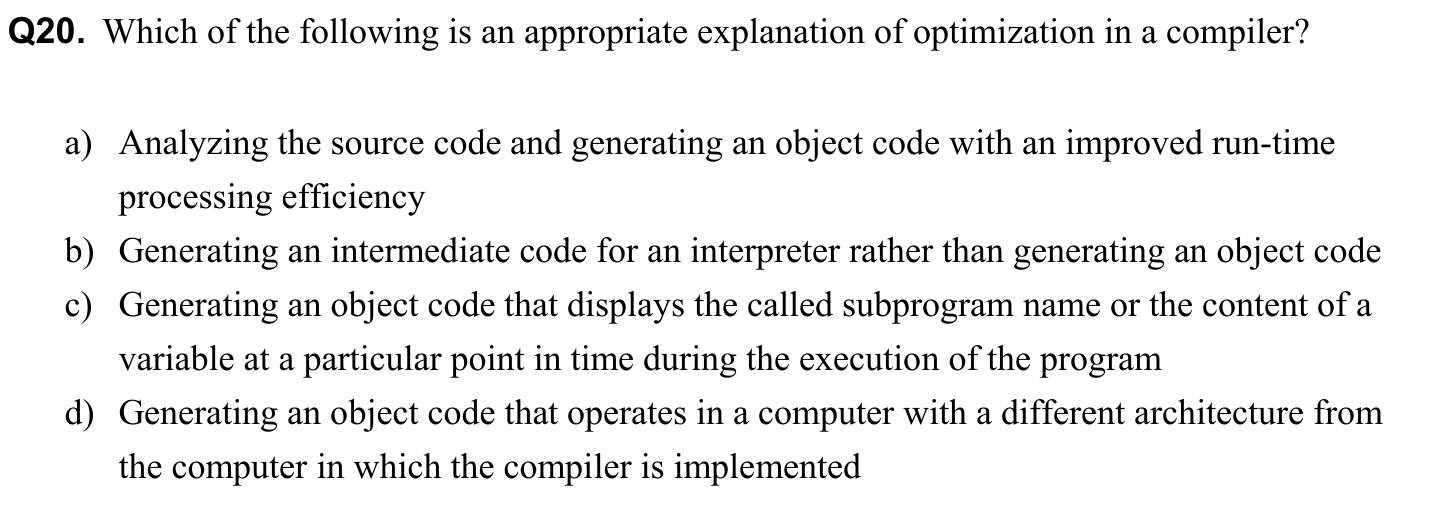 Q20. Which of the following is an appropriate explanation of optimization in a compiler?
a) Analyzing the source code and generating an object code with an improved run-time
processing efficiency
b) Generating an intermediate code for an interpreter rather than generating an object code
c) Generating an object code that displays the called subprogram name or the content of a
variable at a particular point in time during the execution of the program
d) Generating an object code that operates in a computer with a different architecture from
the computer in which the compiler is implemented